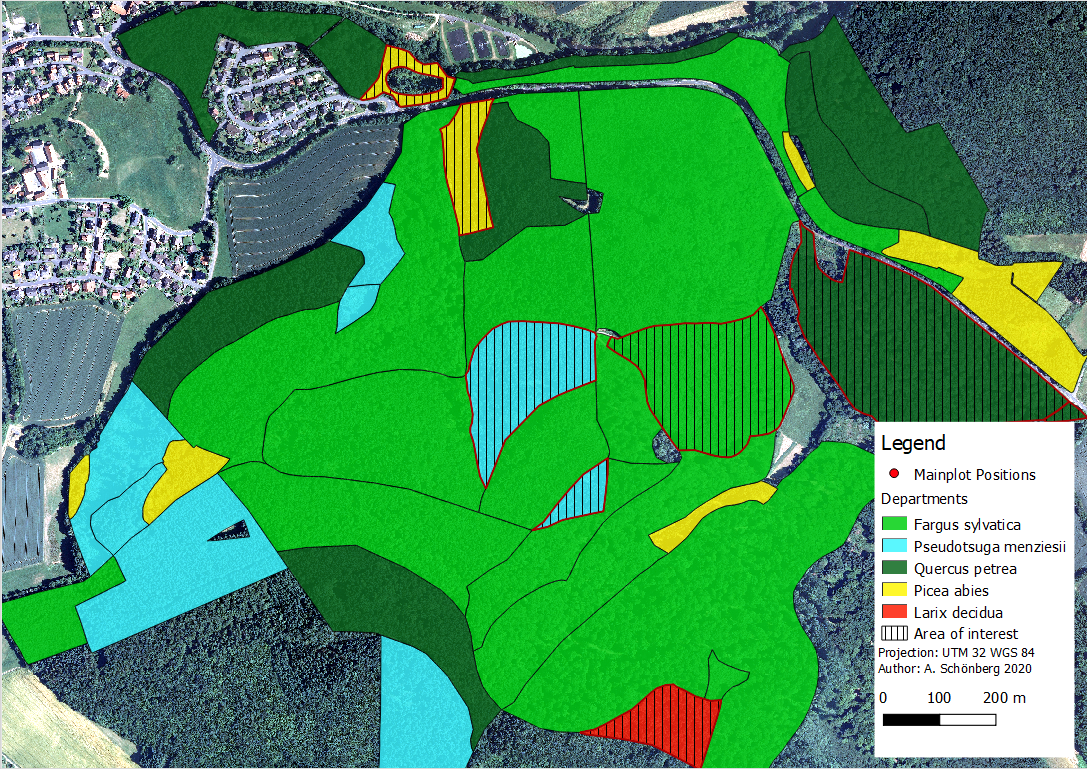 Legend
Mainplot Positions
Departments
Fargus sylvatica
Pseudotsuga menziesii
Quercus petrea
Picea abies
Larix decidua
Area of interest
Projection: UTM 32 WGS 84
Author: A. Schönberg 2020
0 100 200 m